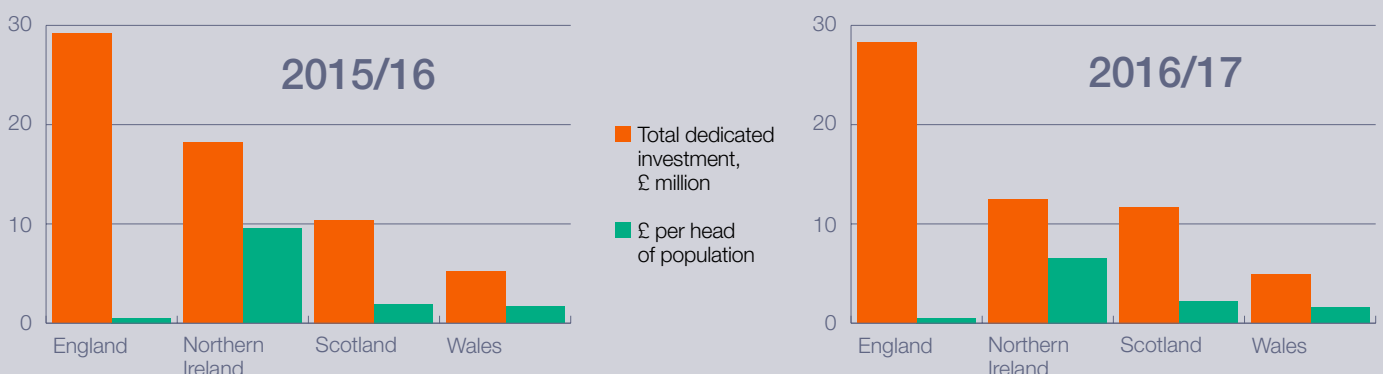 30
20
10
0
2015/16
England
Northern
Ireland
Scotland
Wales
Total dedicated
investment,
£ million
£ per head
of population
30
20
10
0
2016/17
England
Northern
Ireland
Scotland
Wales